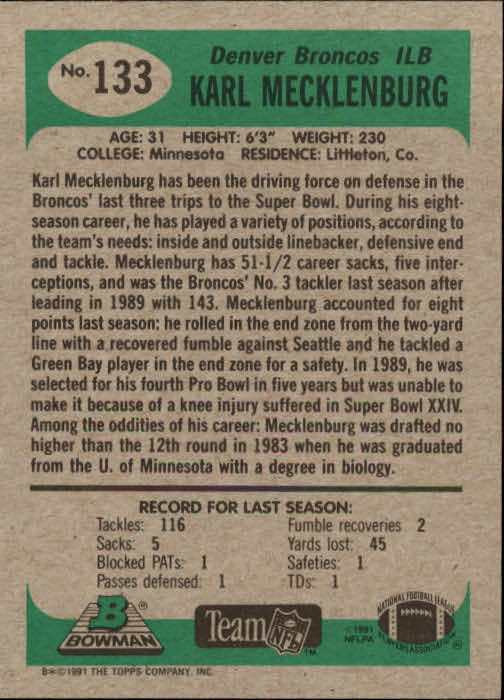 No. 133
Denver Broncos ILB
KARL MECKLENBURG
AGE: 31 HEIGHT: 6'3" WEIGHT: 230
COLLEGE: Minnesota RESIDENCE: Littleton, Co.
Karl Mecklenburg has been the driving force on defense in the
Broncos' last three trips to the Super Bowl. During his eight-
season career, he has played a variety of positions, according to
the team's needs: inside and outside linebacker, defensive end
and tackle. Mecklenburg has 51-1/2 career sacks, five inter-
ceptions, and was the Broncos' No. 3 tackler last season after
leading in 1989 with 143. Mecklenburg accounted for eight
points last season: he rolled in the end zone from the two-yard
line with a recovered fumble against Seattle and he tackled a
Green Bay player in the end zone for a safety. In 1989, he was
selected for his fourth Pro Bowl in five years but was unable to
make it because of a knee injury suffered in Super Bowl XXIV.
Among the oddities of his career: Mecklenburg was drafted no
higher than the 12th round in 1983 when he was graduated
from the U. of Minnesota with a degree in biology.
RECORD FOR LAST SEASON:
Tackles: 116 Fumble recoveries 2
Sacks: 5 Yards lost: 45
Blocked PATs: 1 Safeties: 1
Passes defensed: 1 TDs: 1
B ®
BOWMAN
Team NFL ™
© 1991
NFLPA
NATIONAL FOOTBALL LEAGUE
PLAYERS ASSOCIATION ®
B*©1991 THE TOPPS COMPANY, INC.